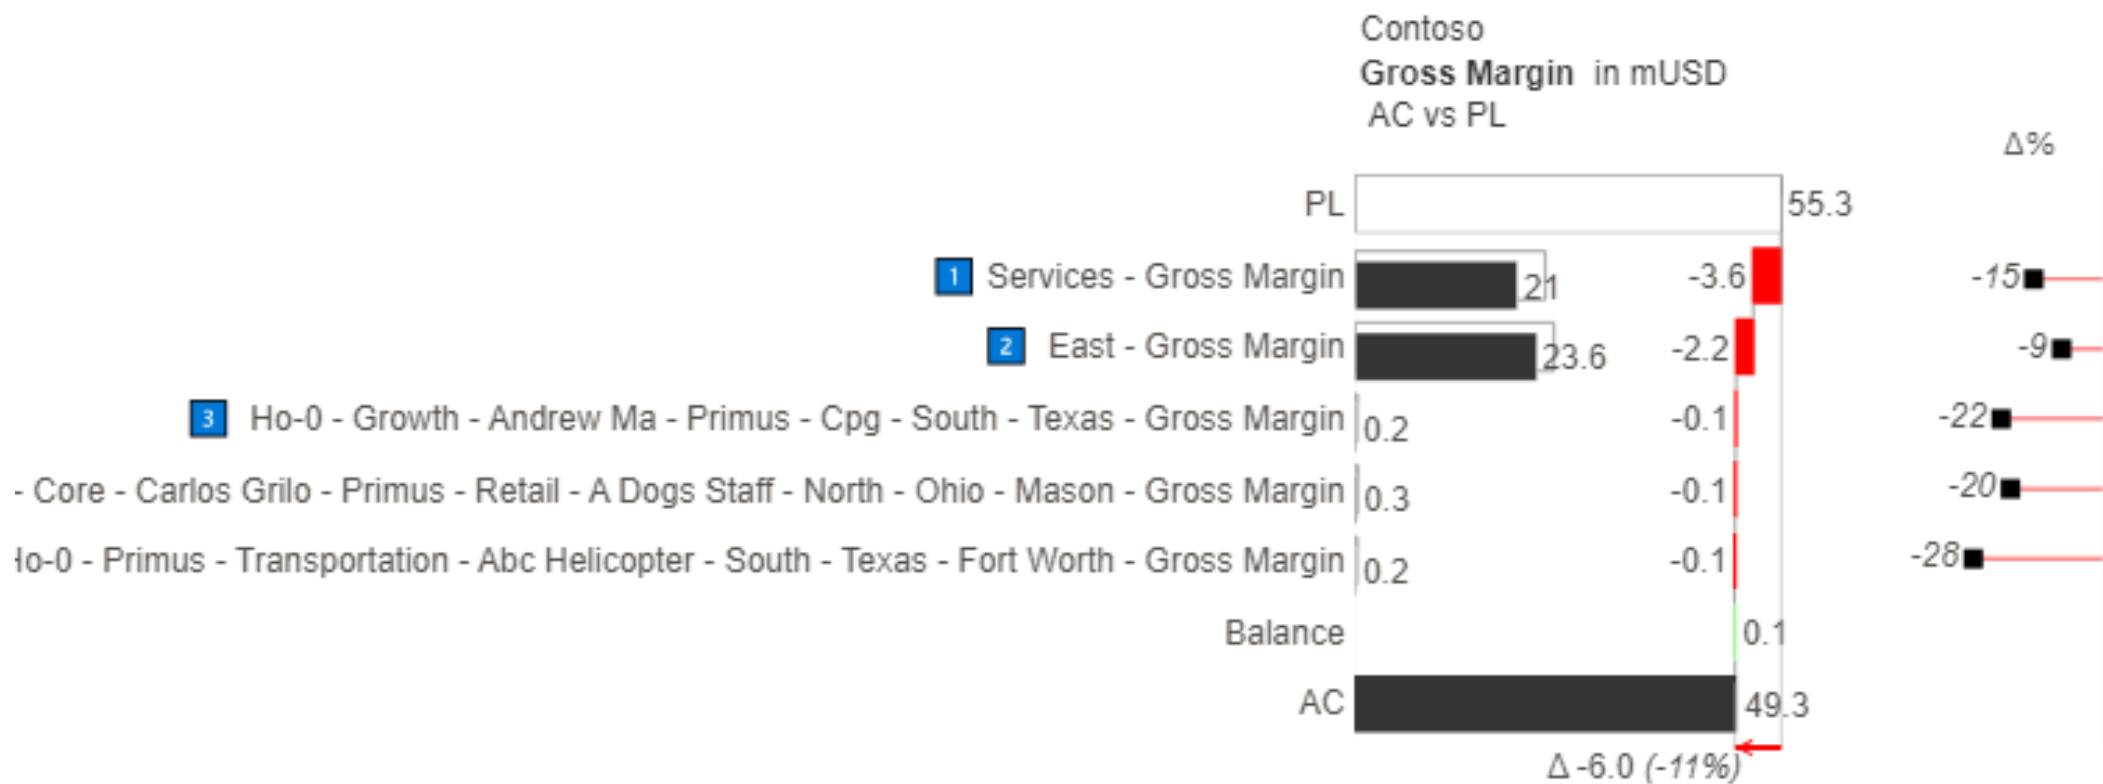 Contoso
Gross Margin in mUSD
AC vs PL
Δ%
PL 55.3
1 Services - Gross Margin 21 -3.6 -15
2 East - Gross Margin 23.6 -2.2 -9
3 Ho-0 - Growth - Andrew Ma - Primus - Cpg - South - Texas - Gross Margin 0.2 -0.1 -22
- Core - Carlos Grilo - Primus - Retail - A Dogs Staff - North - Ohio - Mason - Gross Margin 0.3 -0.1 -20
Ho-0 - Primus - Transportation - Abc Helicopter - South - Texas - Fort Worth - Gross Margin 0.2 -0.1 -28
Balance 0.1
AC 49.3
Δ -6.0 (-11%)